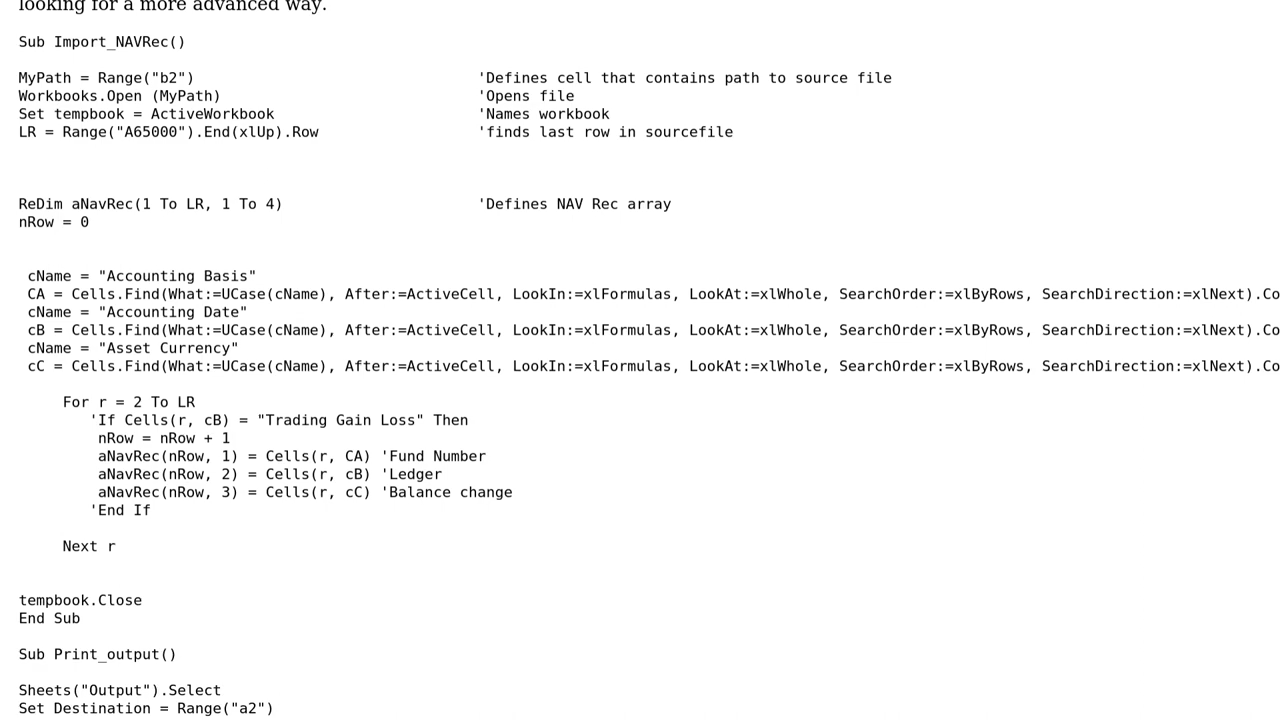 looking for a more advanced way.
Sub Import_NAVRec()
MyPath = Range("b2") 'Defines cell that contains path to source file
Workbooks.Open (MyPath) 'Opens file
Set tempbook = ActiveWorkbook 'Names workbook
LR = Range("A65000").End(xlUp).Row 'finds last row in sourcefile
ReDim aNavRec(1 To LR, 1 To 4) 'Defines NAV Rec array
nRow = 0
cName = "Accounting Basis"
CA = Cells.Find(What:=UCase(cName), After:=ActiveCell, LookIn:=xlFormulas, LookAt:=xlWhole, SearchOrder:=xlByRows, SearchDirection:=xlNext).Co
cName = "Accounting Date"
cB = Cells.Find(What:=UCase(cName), After:=ActiveCell, LookIn:=xlFormulas, LookAt:=xlWhole, SearchOrder:=xlByRows, SearchDirection:=xlNext).Co
cName = "Asset Currency"
cC = Cells.Find(What:=UCase(cName), After:=ActiveCell, LookIn:=xlFormulas, LookAt:=xlWhole, SearchOrder:=xlByRows, SearchDirection:=xlNext).Co
For r = 2 To LR
'If Cells(r, cB) = "Trading Gain Loss" Then
nRow = nRow + 1
aNavRec(nRow, 1) = Cells(r, CA) 'Fund Number
aNavRec(nRow, 2) = Cells(r, cB) 'Ledger
aNavRec(nRow, 3) = Cells(r, cC) 'Balance change
'End If
Next r
tempbook.Close
End Sub
Sub Print_output()
Sheets("Output").Select
Set Destination = Range("a2")